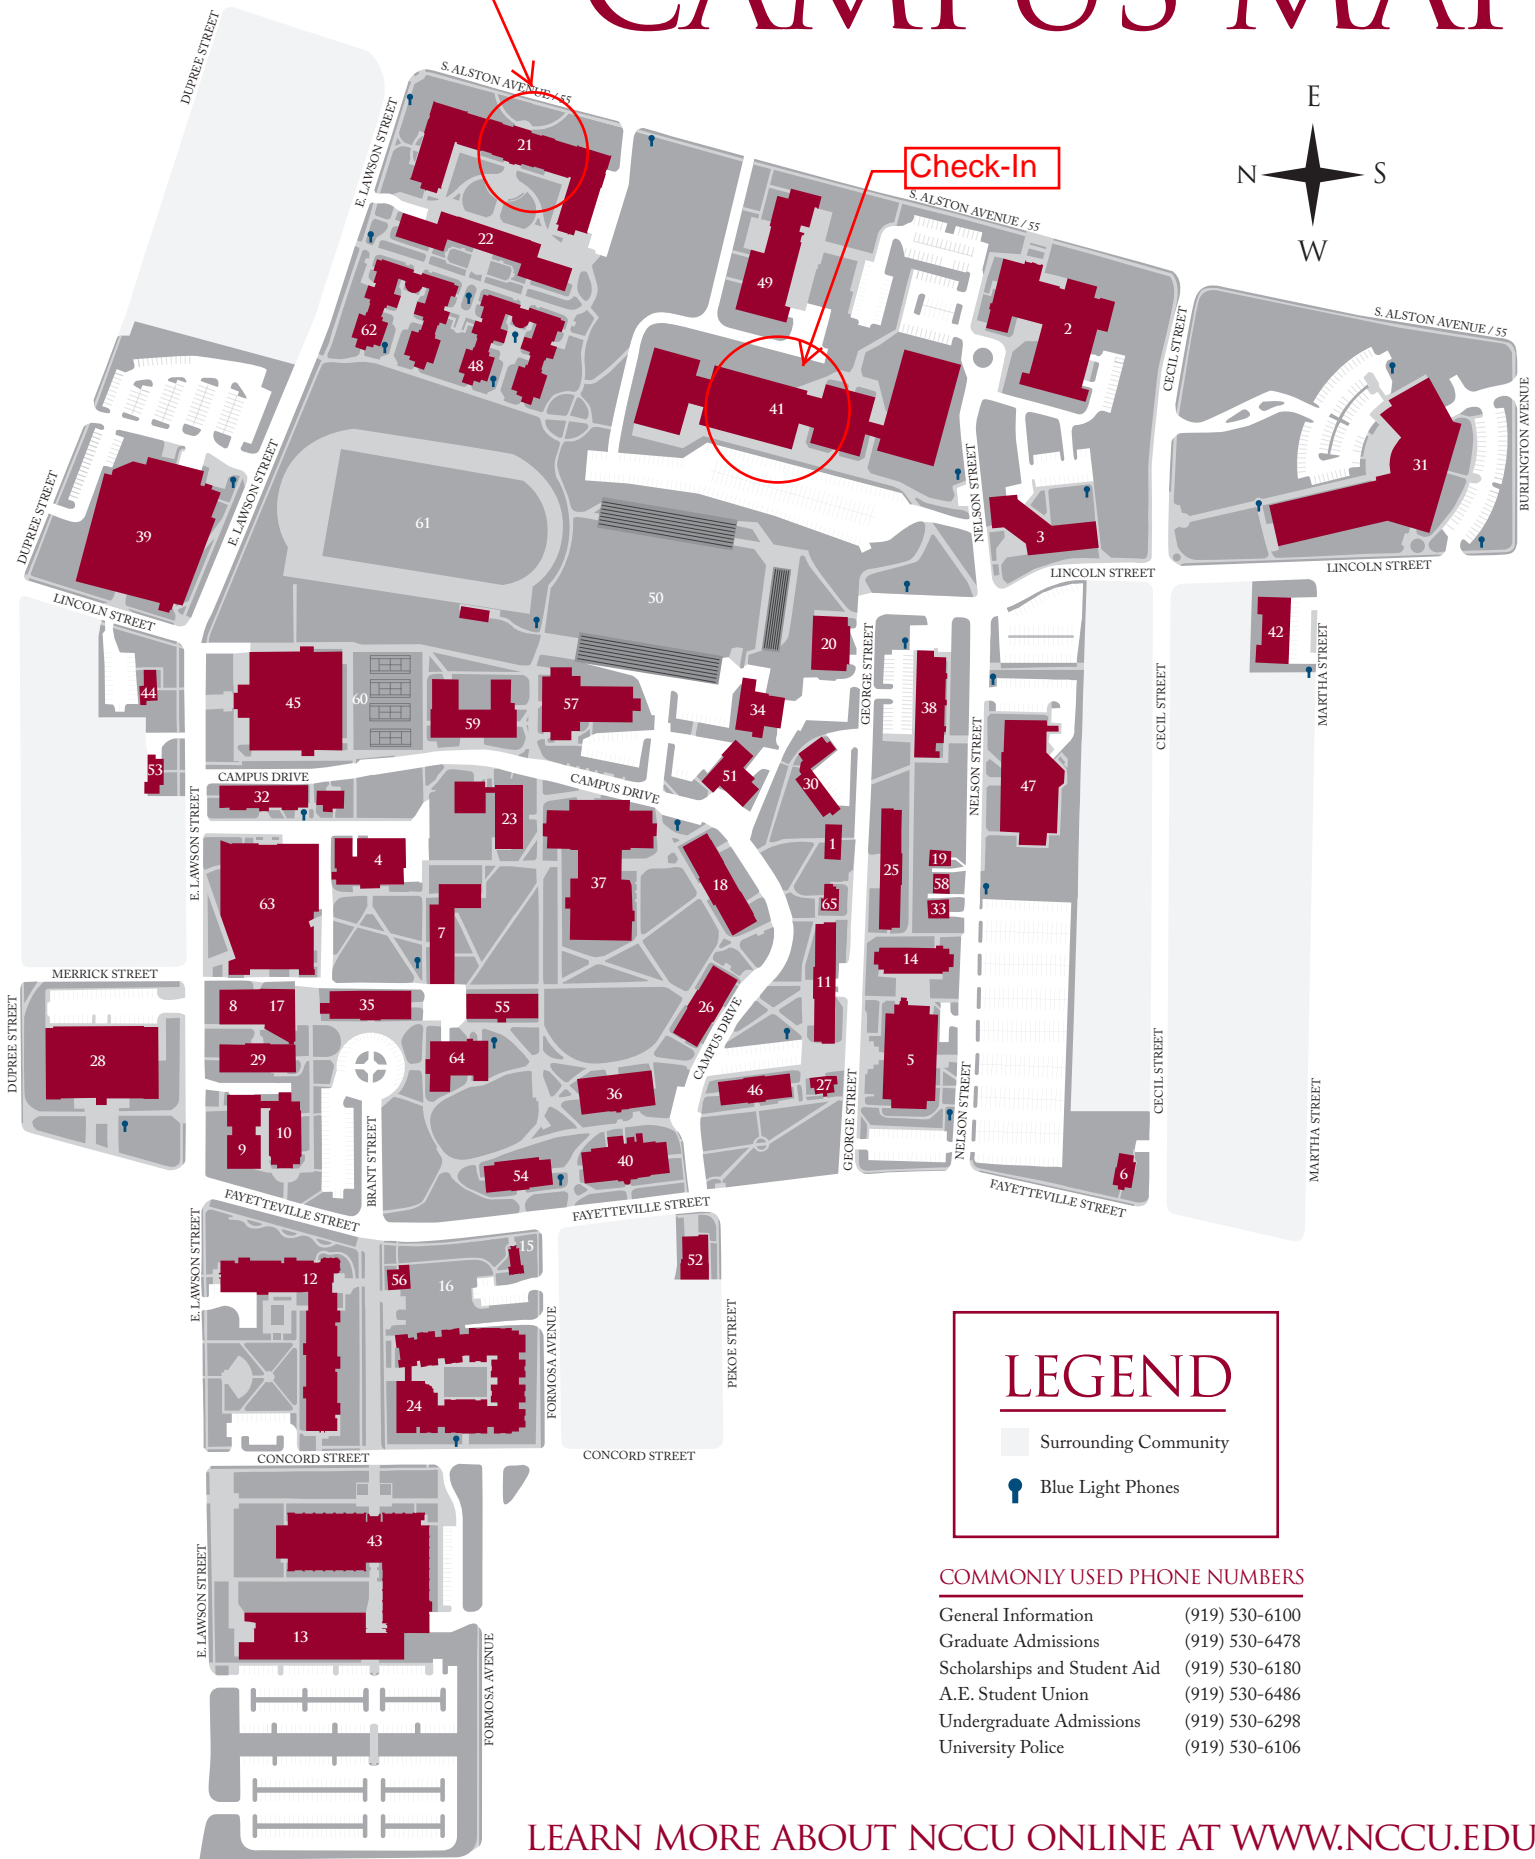 CAMPUS MAP
DUPREE STREET
S. ALSTON AVENUE / 55
E. LAWSON STREET
21
22
62
48
Check-In
S. ALSTON AVENUE / 55
49
41
2
E
N
S
W
CECIL STREET
S. ALSTON AVENUE / 55
BURLINGTON AVENUE
31
LINCOLN STREET
DUPREE STREET
39
E. LAWSON STREET
LINCOLN STREET
61
50
NELSON STREET
3
LINCOLN STREET
20
GEORGE STREET
42
MARTHA STREET
44
45
60
59
57
34
38
NELSON STREET
CECIL STREET
53
CAMPUS DRIVE
CAMPUS DRIVE
51
30
47
32
E. LAWSON STREET
23
4
37
18
1
25
19
58
33
65
63
7
14
11
MERRICK STREET
DUPREE STREET
8
17
35
55
26
CAMPUS DRIVE
28
29
64
36
46
27
5
GEORGE STREET
NELSON STREET
CECIL STREET
MARTHA STREET
9
10
BRANT STREET
54
40
6
FAYETTEVILLE STREET
FAYETTEVILLE STREET
FAYETTEVILLE STREET
E. LAWSON STREET
12
56
16
15
52
FORMOSA AVENUE
PEKOE STREET
24
CONCORD STREET
CONCORD STREET
E. LAWSON STREET
43
13
FORMOSA AVENUE
LEGEND
Surrounding Community
Blue Light Phones
COMMONLY USED PHONE NUMBERS
General Information (919) 530-6100
Graduate Admissions (919) 530-6478
Scholarships and Student Aid (919) 530-6180
A.E. Student Union (919) 530-6486
Undergraduate Admissions (919) 530-6298
University Police (919) 530-6106
LEARN MORE ABOUT NCCU ONLINE AT WWW.NCCU.EDU